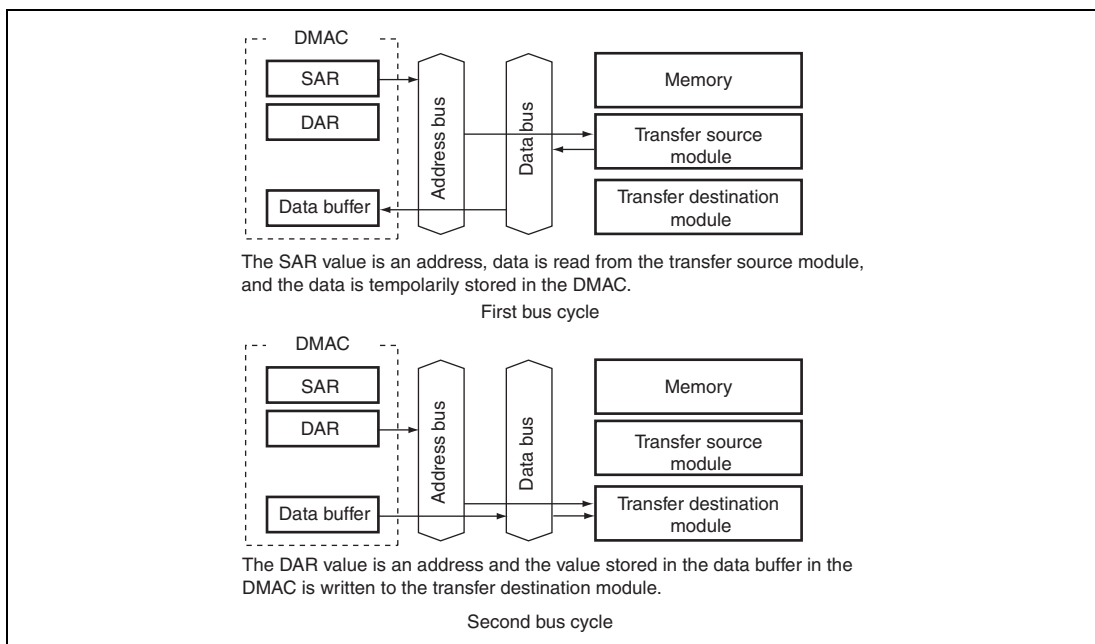 DMAC
SAR
DAR
Data buffer
Address bus
Data bus
Memory
Transfer source
module
Transfer destination
module
The SAR value is an address, data is read from the transfer source module,
and the data is tempolarily stored in the DMAC.
First bus cycle
DMAC
SAR
DAR
Data buffer
Address bus
Data bus
Memory
Transfer source
module
Transfer destination
module
The DAR value is an address and the value stored in the data buffer in the
DMAC is written to the transfer destination module.
Second bus cycle